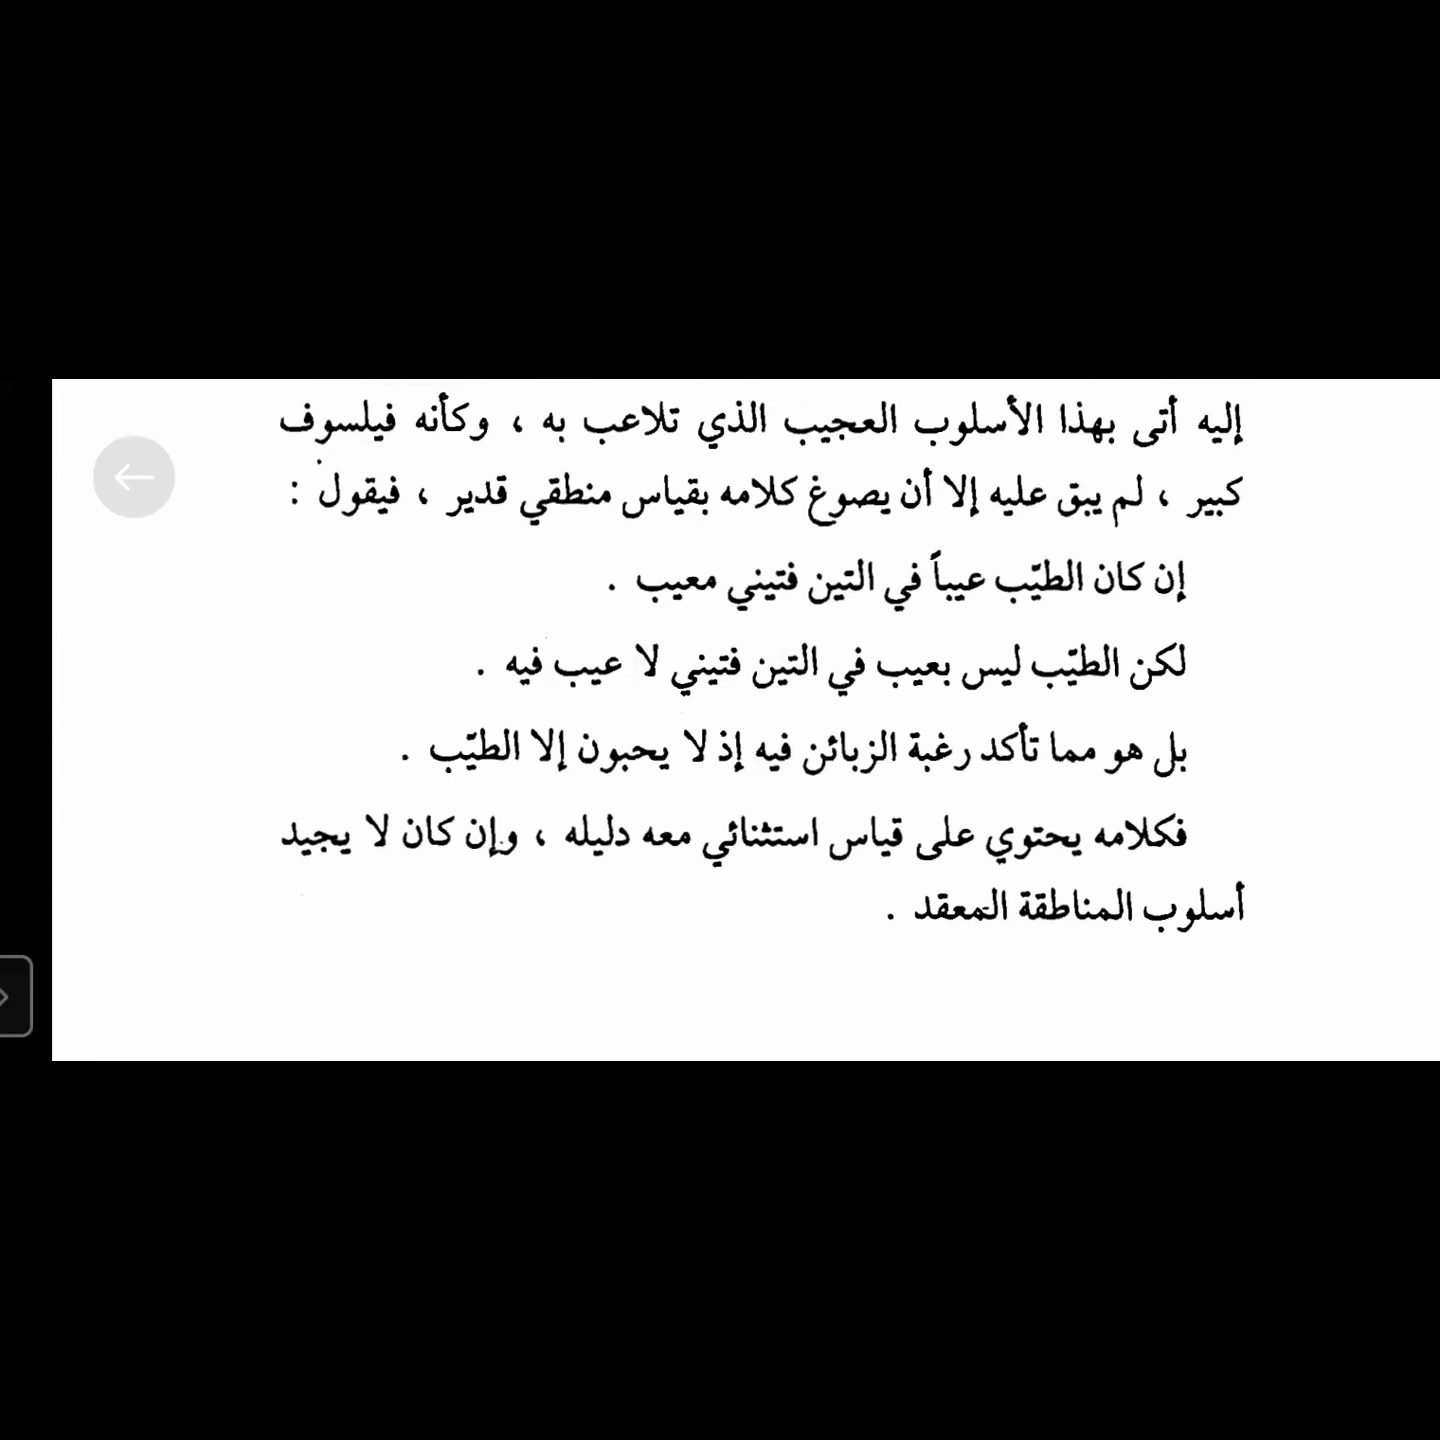 إليه أتى بهذا الأسلوب العجيب الذي تلاعب به ، وكأنه فيلسوف
كبير ، لم يبق عليه إلا أن يصوغ كلامه بقياس منطقي قدير ، فيقول :
إن كان الطيّب عيباً في التين فتيني معيب .
لكن الطيّب ليس بعيب في التين فتيني لا عيب فيه .
بل هو مما تأكد رغبة الزبائن فيه إذ لا يحبون إلا الطيّب .
فكلامه يحتوي على قياس استثنائي معه دليله ، وإن كان لا يجيد
أسلوب المناطقة المعقد .